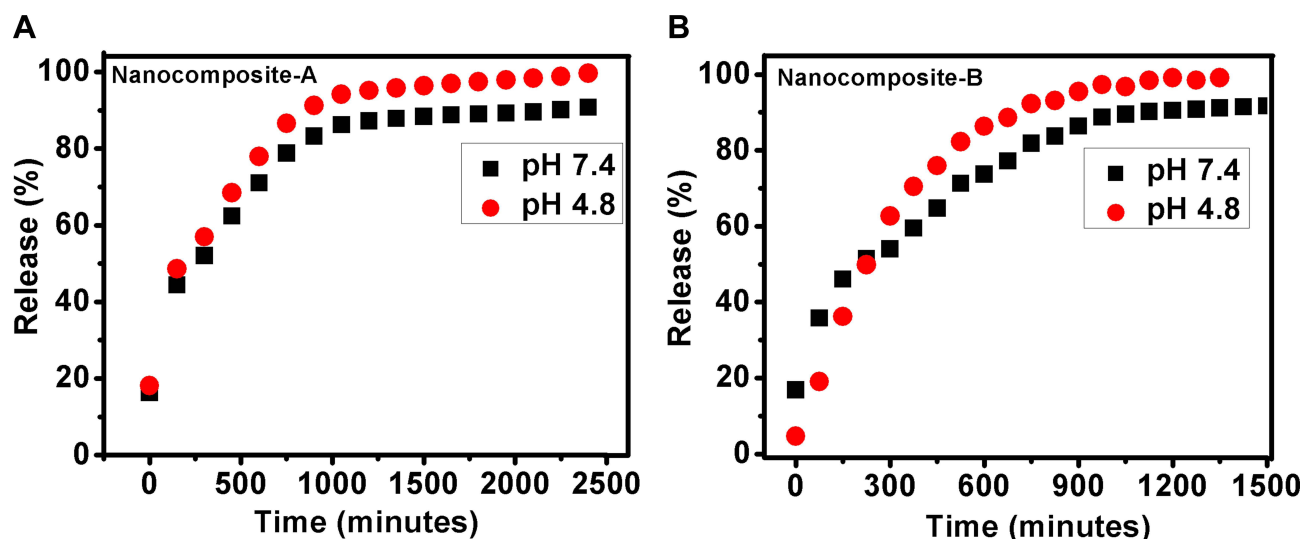 A
Nanocomposite-A
100
80
60
40
20
0
Release (%)
pH 7.4
pH 4.8
0 500 1000 1500 2000 2500
Time (minutes)
B
Nanocomposite-B
100
80
60
40
20
0
Release (%)
pH 7.4
pH 4.8
0 300 600 900 1200 1500
Time (minutes)